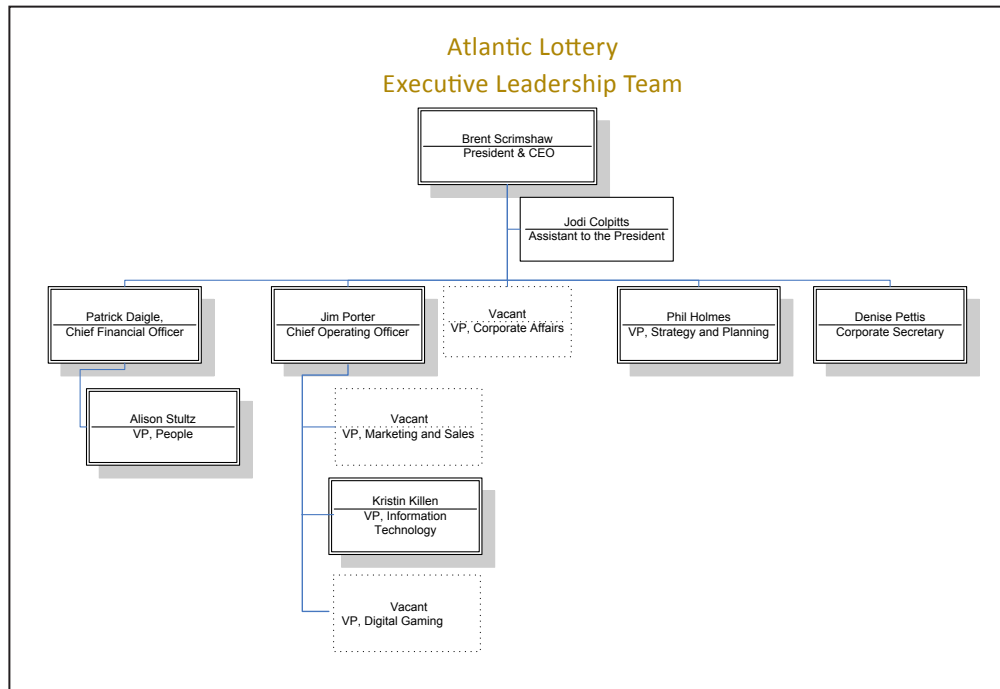 Atlantic Lottery
Executive Leadership Team
Brent Scrimshaw
President & CEO
Jodi Colpitts
Assistant to the President
Patrick Daigle,
Chief Financial Officer
Jim Porter
Chief Operating Officer
Vacant
VP, Corporate Affairs
Phil Holmes
VP, Strategy and Planning
Denise Pettis
Corporate Secretary
Alison Stultz
VP, People
Vacant
VP, Marketing and Sales
Kristin Killen
VP, Information
Technology
Vacant
VP, Digital Gaming